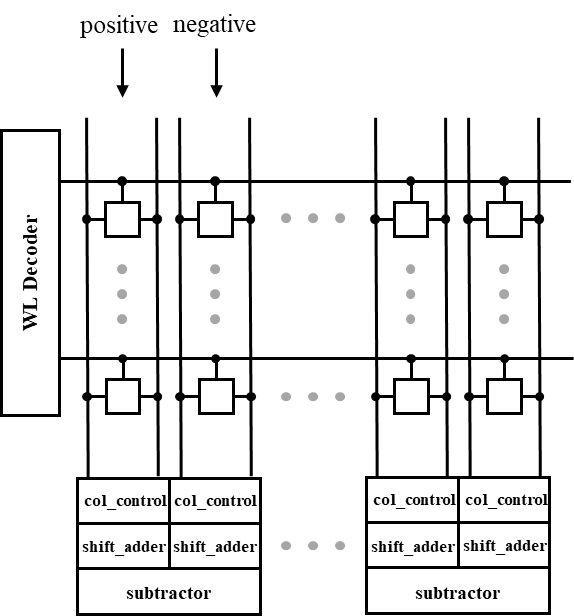 positive negative
WL Decoder
col_control col_control col_control col_control
shift_adder shift_adder shift_adder shift_adder
subtractor subtractor